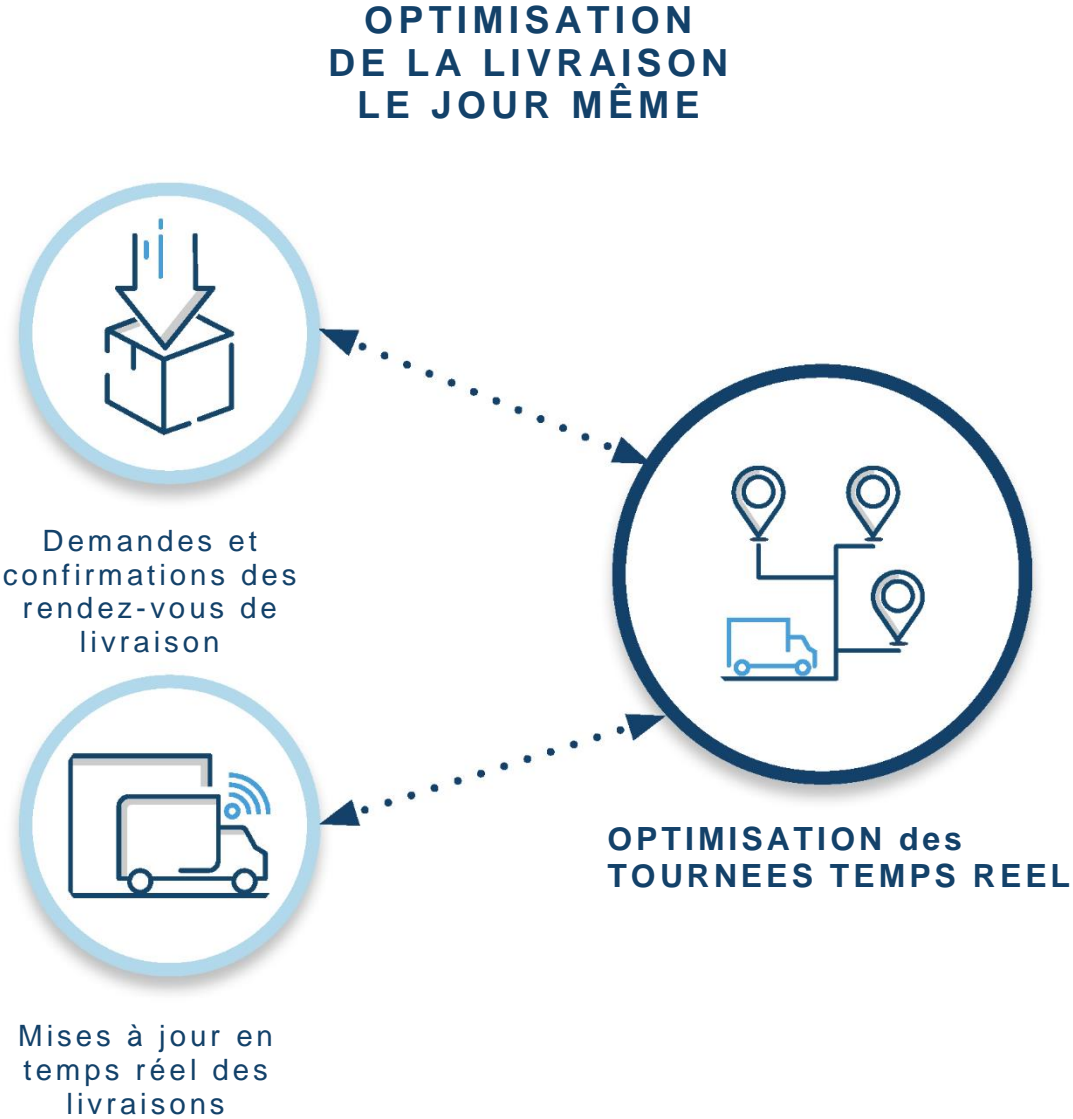 OPTIMISATION
DE LA LIVRAISON
LE JOUR MÊME
Demandes et
confirmations des
rendez-vous de
livraison
OPTIMISATION des
TOURNEES TEMPS REEL
Mises à jour en
temps réel des
livraisons